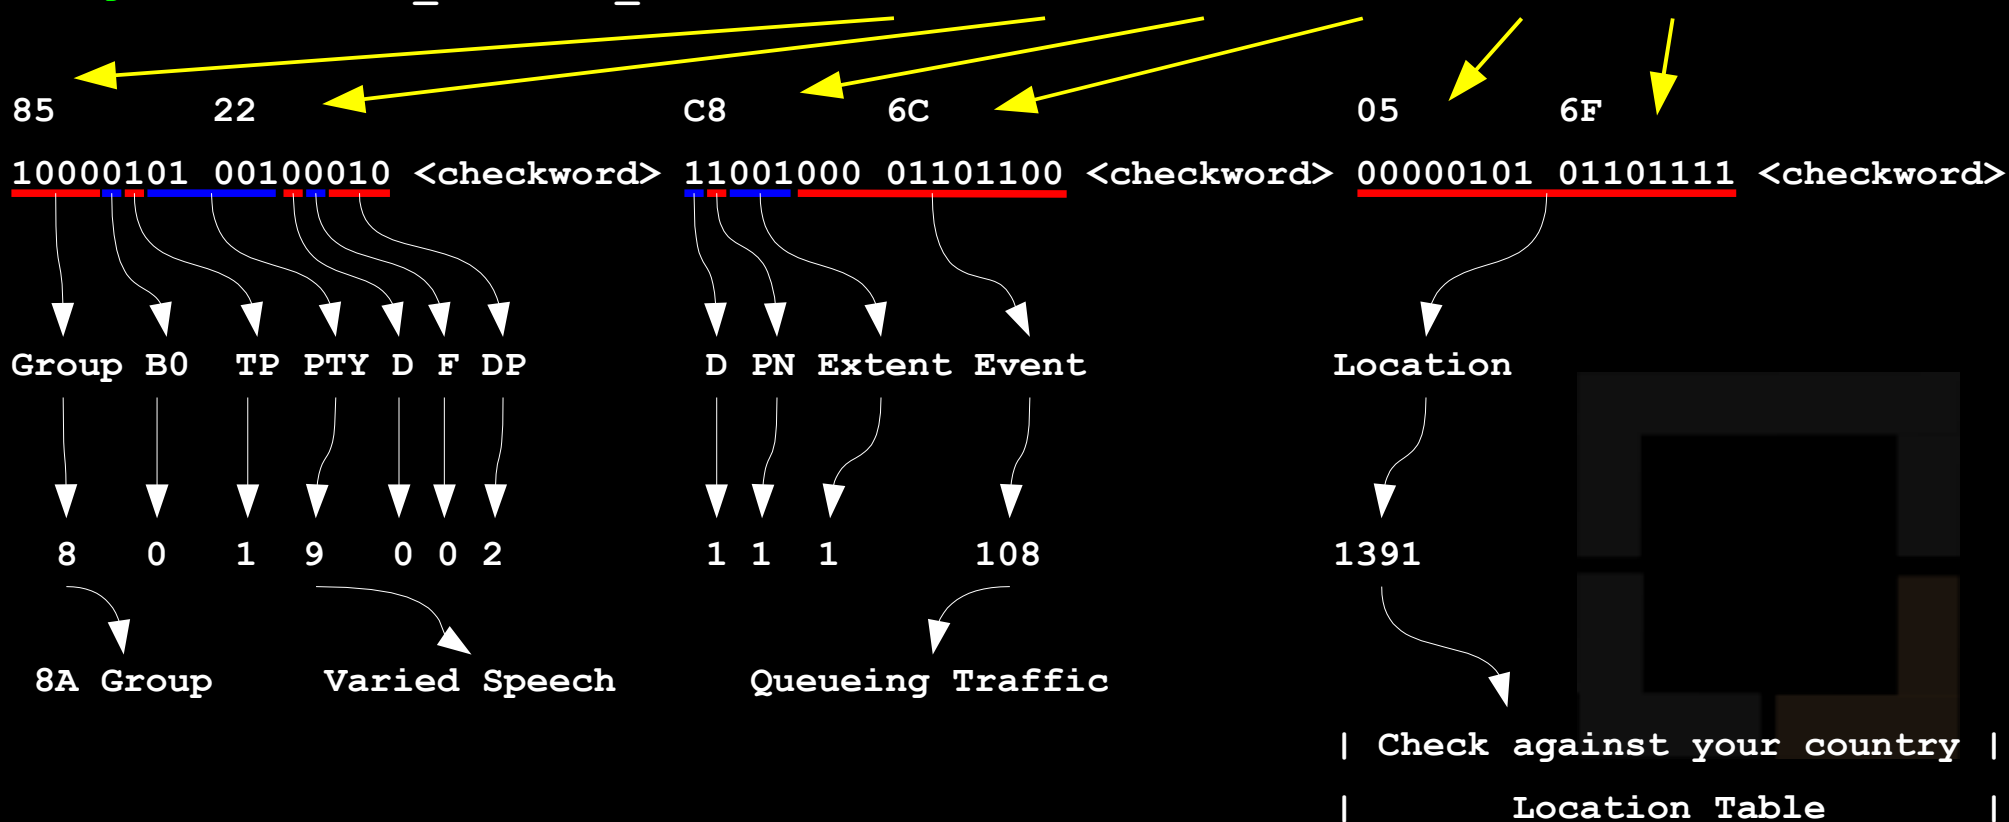 85 22 C8 6C 05 6F
10000101 00100010 <checkword> 11001000 01101100 <checkword> 00000101 01101111 <checkword>
Group B0 TP PTY D F DP D PN Extent Event Location
8 0 1 9 0 0 2 1 1 1 108 1391
8A Group Varied Speech Queueing Traffic
| Check against your country |
| Location Table |